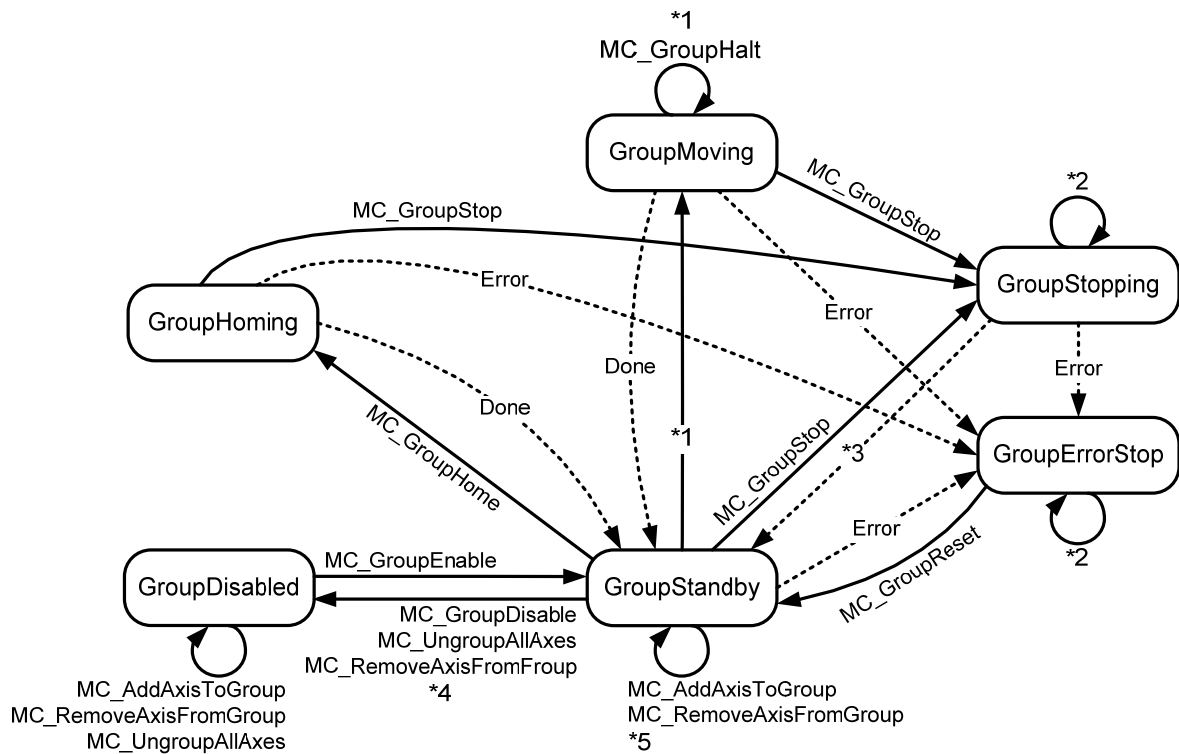 *1
MC_GroupHalt
GroupMoving
MC_GroupStop
*2
MC_GroupStop
GroupStopping
Error
GroupHoming
Error
Done
Error
Done
MC_GroupHome
*1
MC_GroupStop
*3
GroupErrorStop
Error
*2
MC_GroupReset
GroupDisabled
MC_GroupEnable
GroupStandby
MC_GroupDisable
MC_UngroupAllAxes
MC_RemoveAxisFromFroup
*4
MC_AddAxisToGroup
MC_RemoveAxisFromGroup
MC_UngroupAllAxes
MC_AddAxisToGroup
MC_RemoveAxisFromGroup
*5